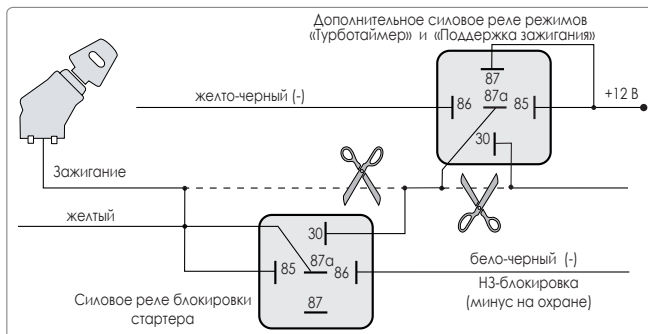 Дополнительное силовое реле режимов
«Турботаймер» и «Поддержка зажигания»
87
желто-черный (-)
86
87а
85
+12 В
30
Зажигание
желтый
30
85
87а
86
87
бело-черный (-)
НЗ-блокировка
(минус на охране)
Силовое реле блокировки
стартера